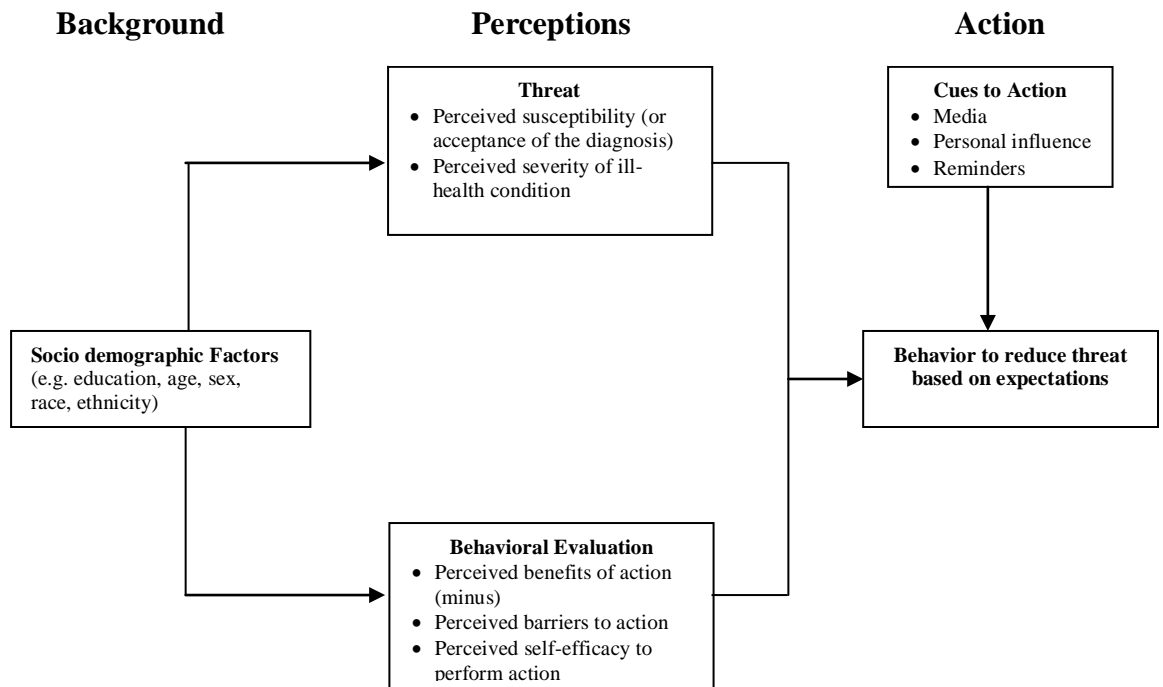 Background
Perceptions
Action
Threat
• Perceived susceptibility (or
acceptance of the diagnosis)
• Perceived severity of ill-
health condition
Cues to Action
• Media
• Personal influence
• Reminders
Socio demographic Factors
(e.g. education, age, sex,
race, ethnicity)
Behavior to reduce threat
based on expectations
Behavioral Evaluation
• Perceived benefits of action
(minus)
• Perceived barriers to action
• Perceived self-efficacy to
perform action